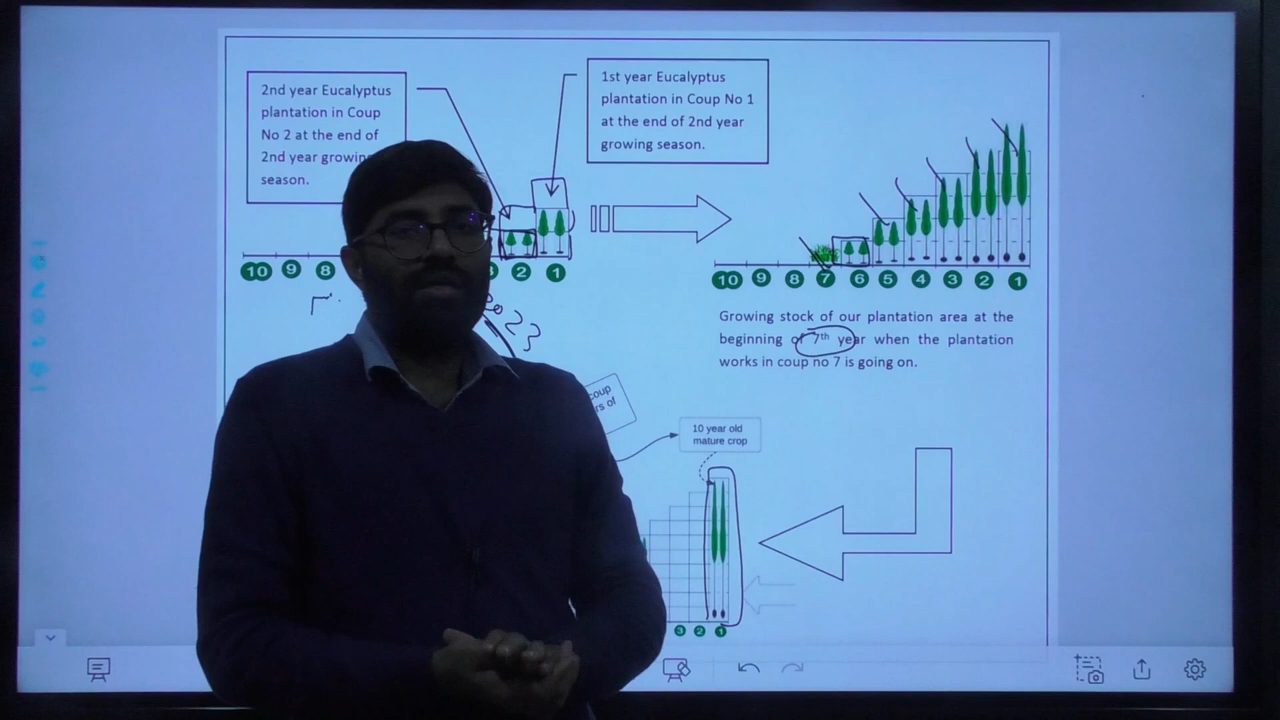 2nd year Eucalyptus
plantation in Coup
No 2 at the end of
2nd year growing
season.
1st year Eucalyptus
plantation in Coup No 1
at the end of 2nd year
growing season.
10 9 8 2 1
10 9 8 7 6 5 4 3 2 1
2023
Growing stock of our plantation area at the
beginning of 7th year when the plantation
works in coup no 7 is going on.
coup
rs of
10 year old
mature crop
3 2 1